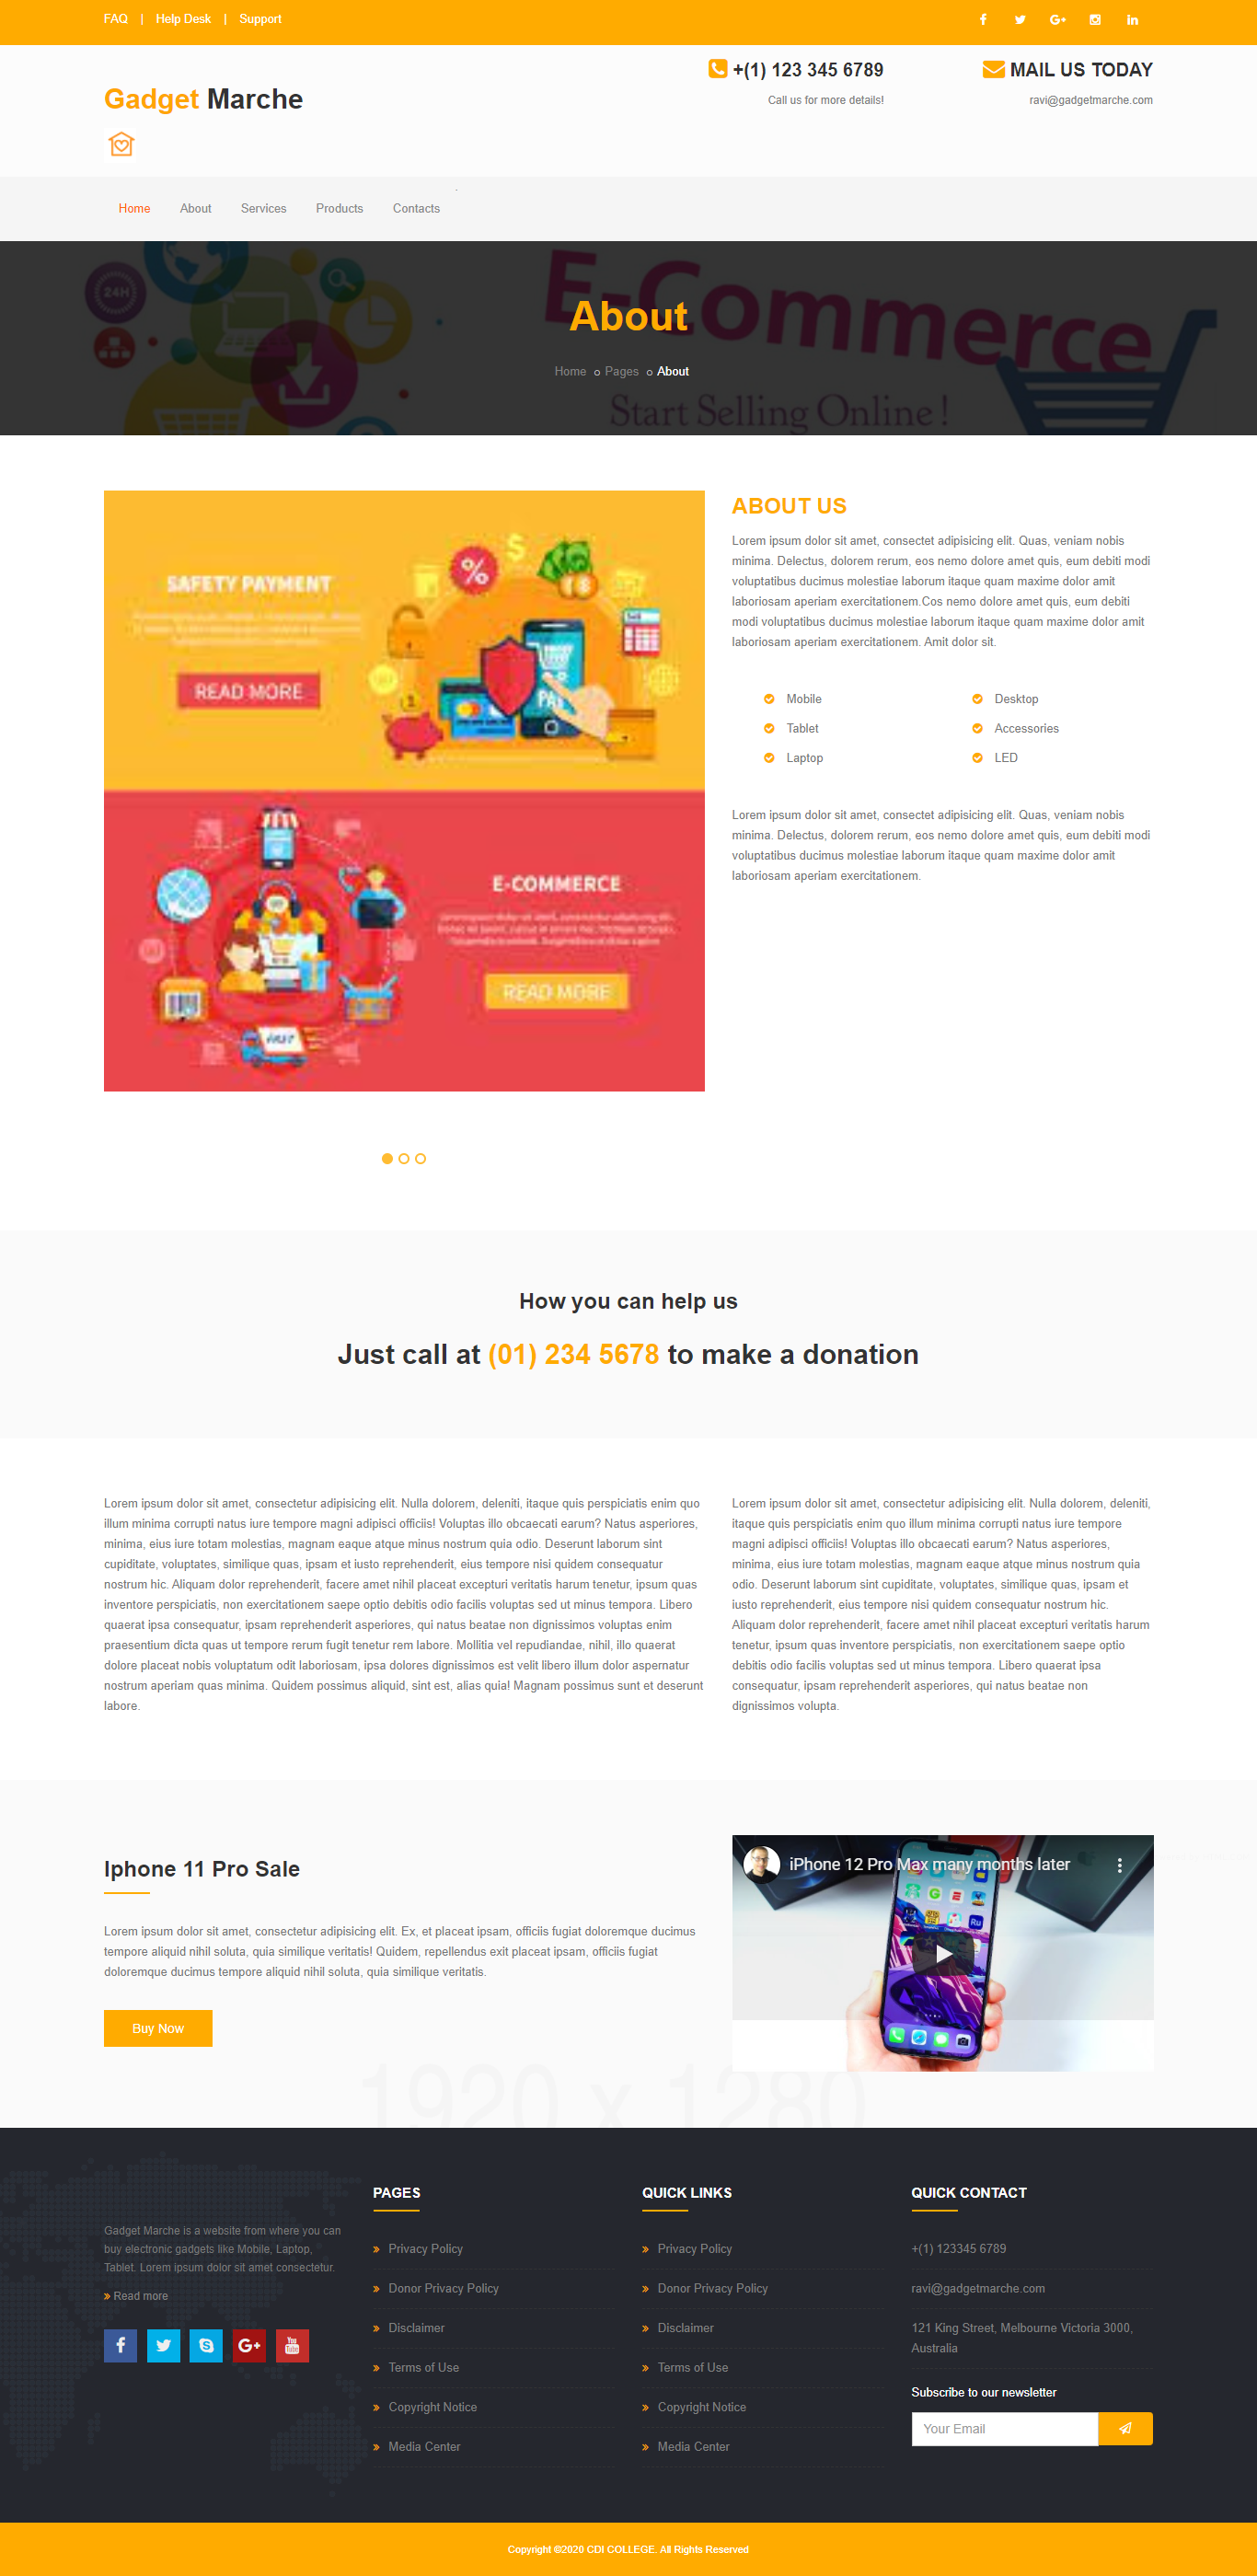 FAQ | Help Desk | Support
Gadget Marche
+(1) 123 345 6789
Call us for more details!
MAIL US TODAY
ravi@gadgetmarche.com
Home About Services Products Contacts
E-Commerce
Start Selling Online!
24H
About
Home Pages About
SAFETY PAYMENT
READ MORE
PAY
E-COMMERCE
READ MORE
FAST
ABOUT US
Lorem ipsum dolor sit amet, consectet adipisicing elit. Quas, veniam nobis
minima. Delectus, dolorem rerum, eos nemo dolore amet quis, eum debiti modi
voluptatibus ducimus molestiae laborum itaque quam maxime dolor amit
laboriosam aperiam exercitationem.Cos nemo dolore amet quis, eum debiti
modi voluptatibus ducimus molestiae laborum itaque quam maxime dolor amit
laboriosam aperiam exercitationem. Amit dolor sit.
Mobile
Tablet
Laptop
Desktop
Accessories
LED
Lorem ipsum dolor sit amet, consectet adipisicing elit. Quas, veniam nobis
minima. Delectus, dolorem rerum, eos nemo dolore amet quis, eum debiti modi
voluptatibus ducimus molestiae laborum itaque quam maxime dolor amit
laboriosam aperiam exercitationem.
How you can help us
Just call at (01) 234 5678 to make a donation
Lorem ipsum dolor sit amet, consectetur adipisicing elit. Nulla dolorem, deleniti, itaque quis perspiciatis enim quo
illum minima corrupti natus iure tempore magni adipisci officiis! Voluptas illo obcaecati earum? Natus asperiores,
minima, eius iure totam molestias, magnam eaque atque minus nostrum quia odio. Deserunt laborum sint
cupiditate, voluptates, similique quas, ipsam et iusto reprehenderit, eius tempore nisi quidem consequatur
nostrum hic. Aliquam dolor reprehenderit, facere amet nihil placeat excepturi veritatis harum tenetur, ipsum quas
inventore perspiciatis, non exercitationem saepe optio debitis odio facilis voluptas sed ut minus tempora. Libero
quaerat ipsa consequatur, ipsam reprehenderit asperiores, qui natus beatae non dignissimos voluptas enim
praesentium dicta quas ut tempore rerum fugit tenetur rem labore. Mollitia vel repudiandae, nihil, illo quaerat
dolore placeat nobis voluptatum odit laboriosam, ipsa dolores dignissimos est velit libero illum dolor aspernatur
nostrum aperiam quas minima. Quidem possimus aliquid, sint est, alias quia! Magnam possimus sunt et deserunt
labore.
Lorem ipsum dolor sit amet, consectetur adipisicing elit. Nulla dolorem, deleniti,
itaque quis perspiciatis enim quo illum minima corrupti natus iure tempore
magni adipisci officiis! Voluptas illo obcaecati earum? Natus asperiores,
minima, eius iure totam molestias, magnam eaque atque minus nostrum quia
odio. Deserunt laborum sint cupiditate, voluptates, similique quas, ipsam et
iusto reprehenderit, eius tempore nisi quidem consequatur nostrum hic.
Aliquam dolor reprehenderit, facere amet nihil placeat excepturi veritatis harum
tenetur, ipsum quas inventore perspiciatis, non exercitationem saepe optio
debitis odio facilis voluptas sed ut minus tempora. Libero quaerat ipsa
consequatur, ipsam reprehenderit asperiores, qui natus beatae non
dignissimos volupta.
Iphone 11 Pro Sale
Lorem ipsum dolor sit amet, consectetur adipisicing elit. Ex, et placeat ipsam, officiis fugiat doloremque ducimus
tempore aliquid nihil soluta, quia similique veritatis! Quidem, repellendus exit placeat ipsam, officiis fugiat
doloremque ducimus tempore aliquid nihil soluta, quia similique veritatis.
Buy Now
iPhone 12 Pro Max many months later
Ru
1920 x 1280
Gadget Marche is a website from where you can
buy electronic gadgets like Mobile, Laptop,
Tablet. Lorem ipsum dolor sit amet consectetur.
Read more
You Tube
PAGES
Privacy Policy
Donor Privacy Policy
Disclaimer
Terms of Use
Copyright Notice
Media Center
QUICK LINKS
Privacy Policy
Donor Privacy Policy
Disclaimer
Terms of Use
Copyright Notice
Media Center
QUICK CONTACT
+(1) 123345 6789
ravi@gadgetmarche.com
121 King Street, Melbourne Victoria 3000,
Australia
Subscribe to our newsletter
Your Email
Copyright ©2020 CDI COLLEGE. All Rights Reserved